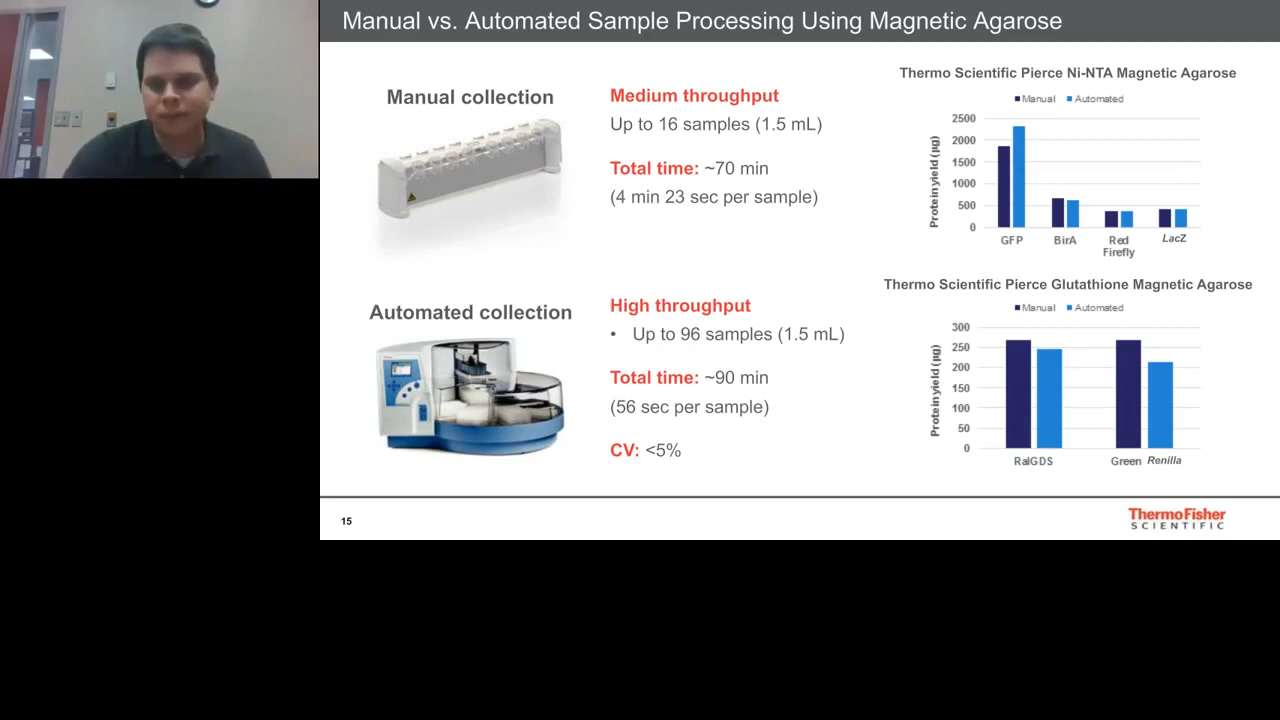 Manual vs. Automated Sample Processing Using Magnetic Agarose
Manual collection
Medium throughput
Up to 16 samples (1.5 mL)
Total time: ~70 min
(4 min 23 sec per sample)
Automated collection
High throughput
• Up to 96 samples (1.5 mL)
Total time: ~90 min
(56 sec per sample)
CV: <5%
Thermo Scientific Pierce Ni-NTA Magnetic Agarose
Manual Automated
Protein yield (µg)
2500
2000
1500
1000
500
0
GFP BirA Red Firefly LacZ
Thermo Scientific Pierce Glutathione Magnetic Agarose
Manual Automated
Protein yield (µg)
300
250
200
150
100
50
0
RalGDS Green Renilla
15
ThermoFisher
SCIENTIFIC